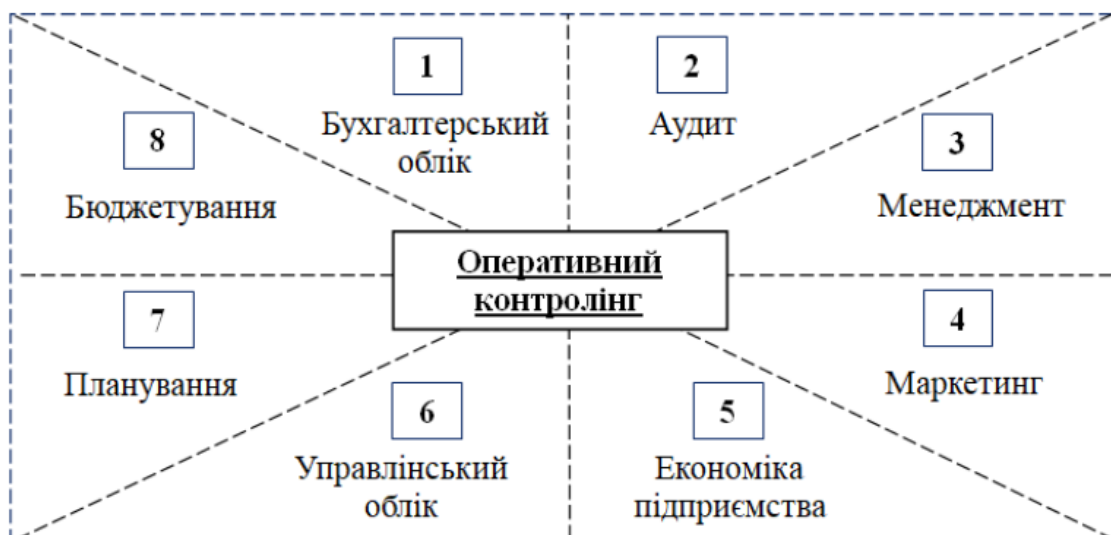 1
Бухгалтерський
облік
2
Аудит
3
Менеджмент
4
Маркетинг
5
Економіка
підприємства
6
Управлінський
облік
7
Планування
8
Бюджетування
Оперативний
контролінг